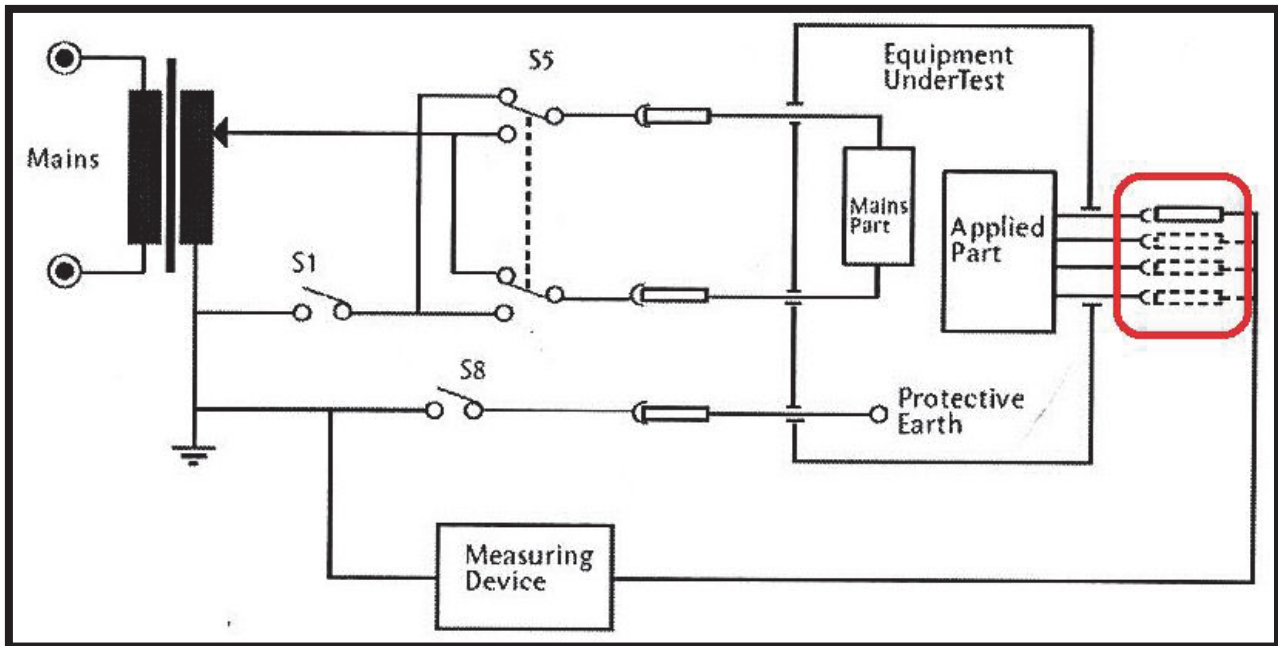 S5
Equipment
UnderTest
Mains
Mains
Part
Applied
Part
S1
S8
Protective
Earth
Measuring
Device